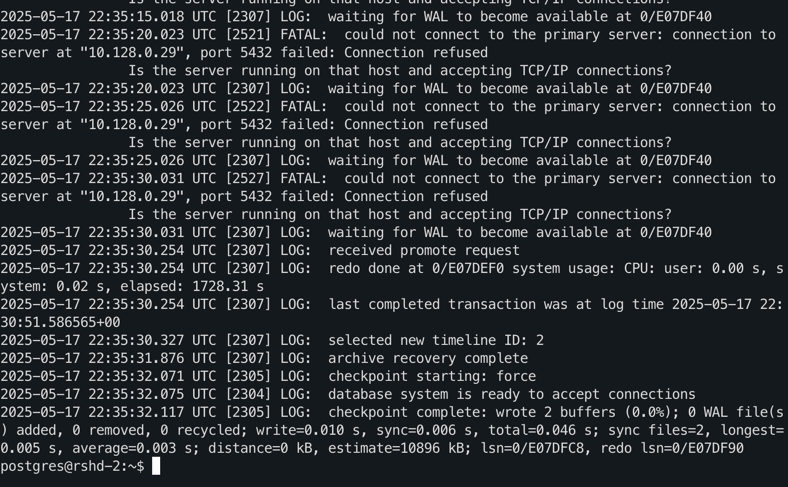 Is the server running on that host and accepting TCP/IP connections?
2025-05-17 22:35:15.018 UTC [2307] LOG:  waiting for WAL to become available at 0/E07DF40
2025-05-17 22:35:20.023 UTC [2521] FATAL:  could not connect to the primary server: connection to
server at "10.128.0.29", port 5432 failed: Connection refused
Is the server running on that host and accepting TCP/IP connections?
2025-05-17 22:35:20.023 UTC [2307] LOG:  waiting for WAL to become available at 0/E07DF40
2025-05-17 22:35:25.026 UTC [2522] FATAL:  could not connect to the primary server: connection to
server at "10.128.0.29", port 5432 failed: Connection refused
Is the server running on that host and accepting TCP/IP connections?
2025-05-17 22:35:25.026 UTC [2307] LOG:  waiting for WAL to become available at 0/E07DF40
2025-05-17 22:35:30.031 UTC [2527] FATAL:  could not connect to the primary server: connection to
server at "10.128.0.29", port 5432 failed: Connection refused
Is the server running on that host and accepting TCP/IP connections?
2025-05-17 22:35:30.031 UTC [2307] LOG:  waiting for WAL to become available at 0/E07DF40
2025-05-17 22:35:30.254 UTC [2307] LOG:  received promote request
2025-05-17 22:35:30.254 UTC [2307] LOG:  redo done at 0/E07DEF0 system usage: CPU: user: 0.00 s, s
ystem: 0.02 s, elapsed: 1728.31 s
2025-05-17 22:35:30.254 UTC [2307] LOG:  last completed transaction was at log time 2025-05-17 22:
30:51.586565+00
2025-05-17 22:35:30.327 UTC [2307] LOG:  selected new timeline ID: 2
2025-05-17 22:35:31.876 UTC [2307] LOG:  archive recovery complete
2025-05-17 22:35:32.071 UTC [2305] LOG:  checkpoint starting: force
2025-05-17 22:35:32.075 UTC [2304] LOG:  database system is ready to accept connections
2025-05-17 22:35:32.117 UTC [2305] LOG:  checkpoint complete: wrote 2 buffers (0.0%); 0 WAL file(s
) added, 0 removed, 0 recycled; write=0.010 s, sync=0.006 s, total=0.046 s; sync files=2, longest=
0.005 s, average=0.003 s; distance=0 kB, estimate=10896 kB; lsn=0/E07DFC8, redo lsn=0/E07DF90
postgres@rshd-2:~$